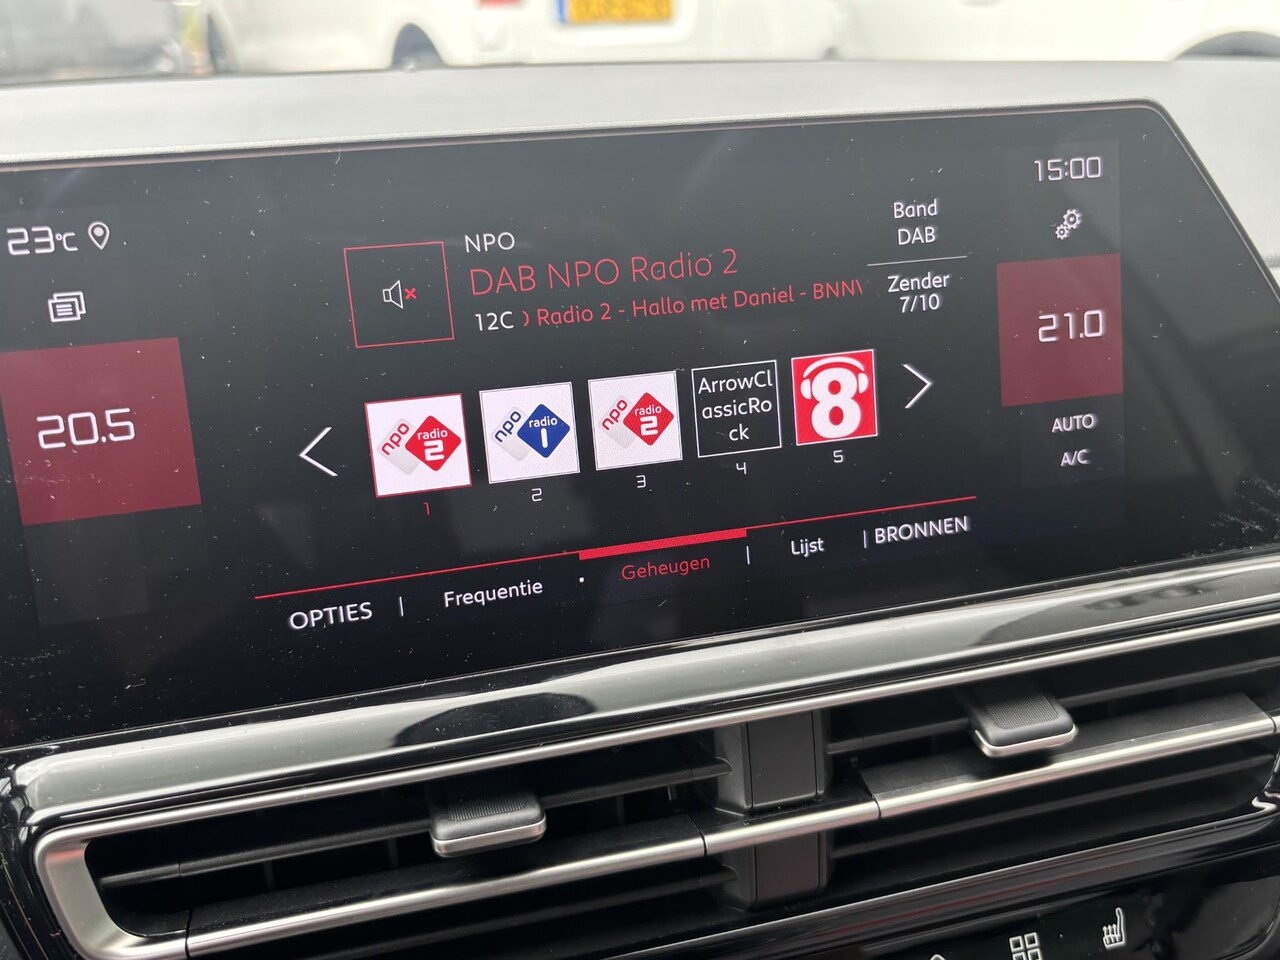 15:00
23°C
NPO
DAB NPO Radio 2
12C ) Radio 2 - Hallo met Daniel - BNN
Band
DAB
Zender
7/10
20.5
21.0
AUTO
A/C
npo radio 2
npo radio 1
npo radio 2
ArrowCl
assicRo
ck
8
1
2
3
4
5
OPTIES | Frequentie · Geheugen | Lijst | BRONNEN